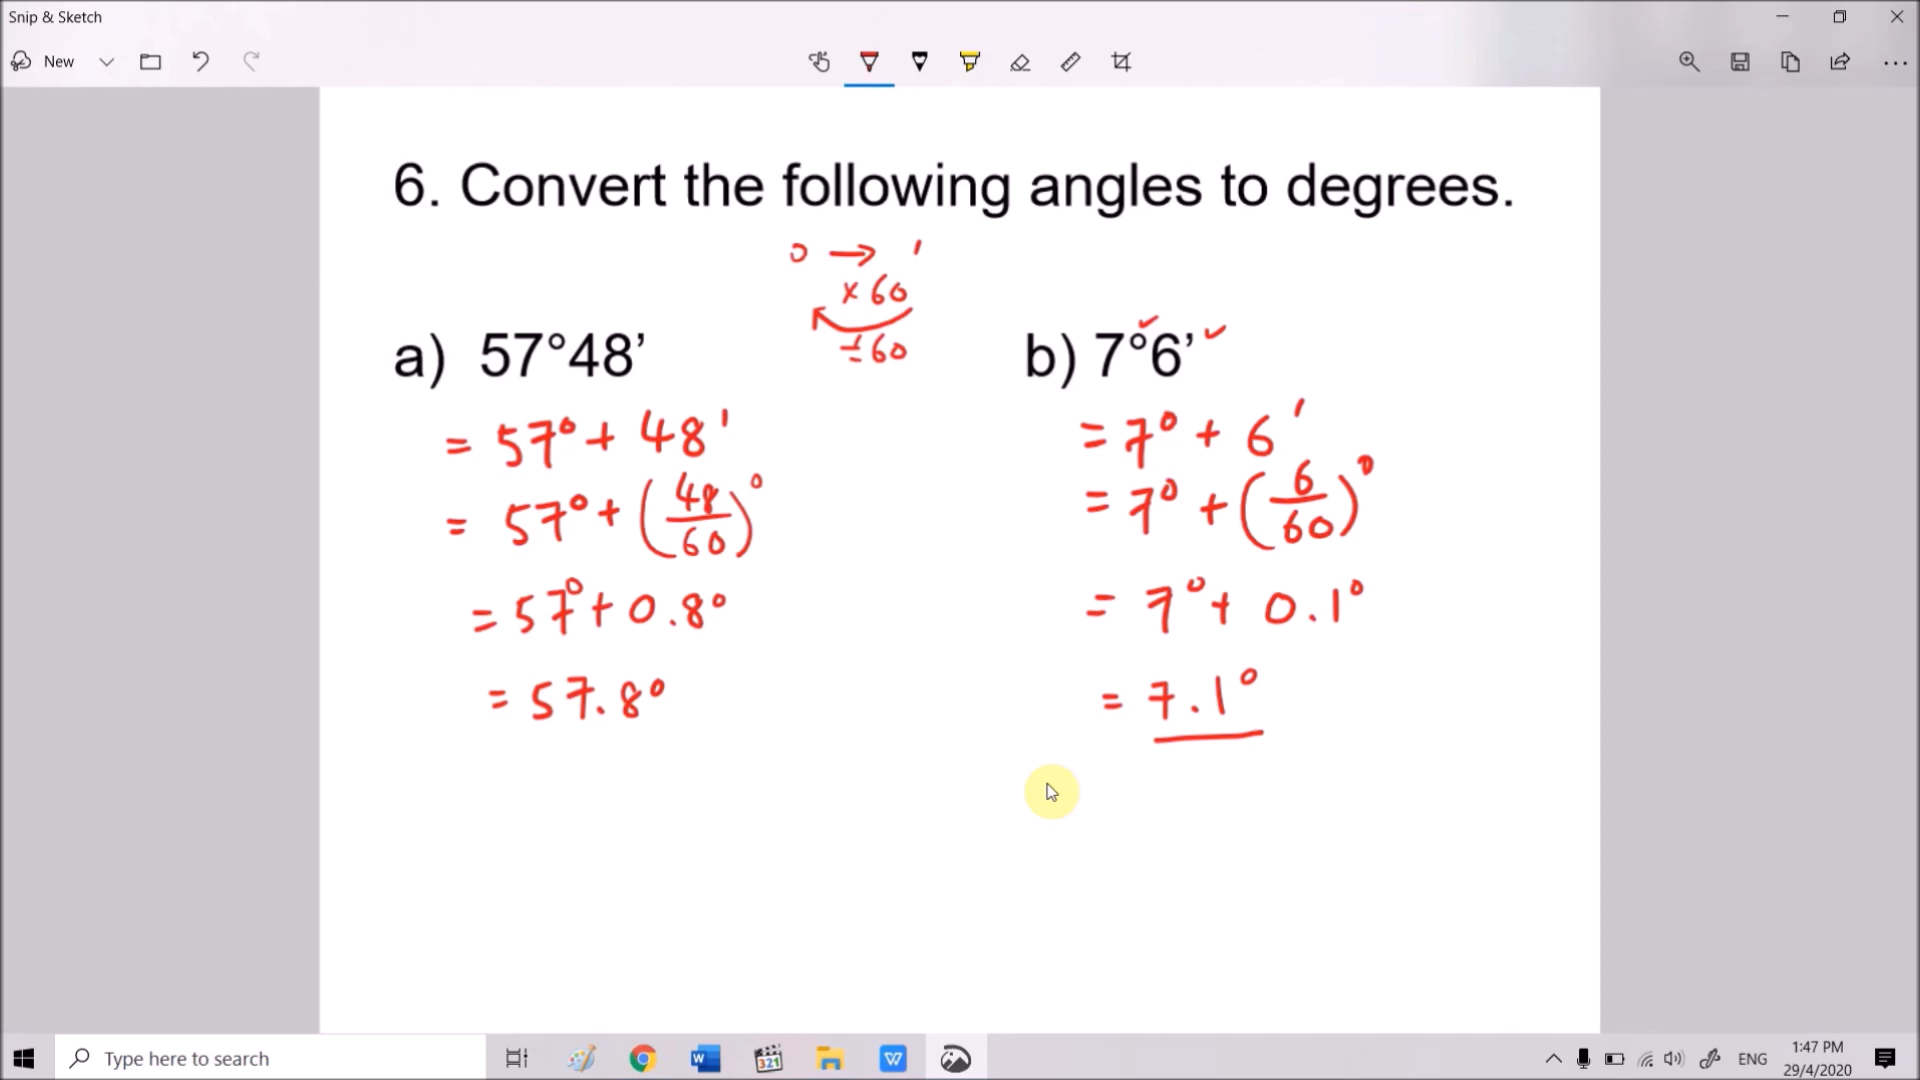 Snip & Sketch
New
6. Convert the following angles to degrees.
° → '
× 60
÷ 60
a) 57°48’
= 57° + 48'
= 57° + (48/60)°
= 57° + 0.8°
= 57.8°
b) 7°6’
= 7° + 6'
= 7° + (6/60)°
= 7° + 0.1°
= 7.1°
Type here to search
321
ENG
1:47 PM
29/4/2020